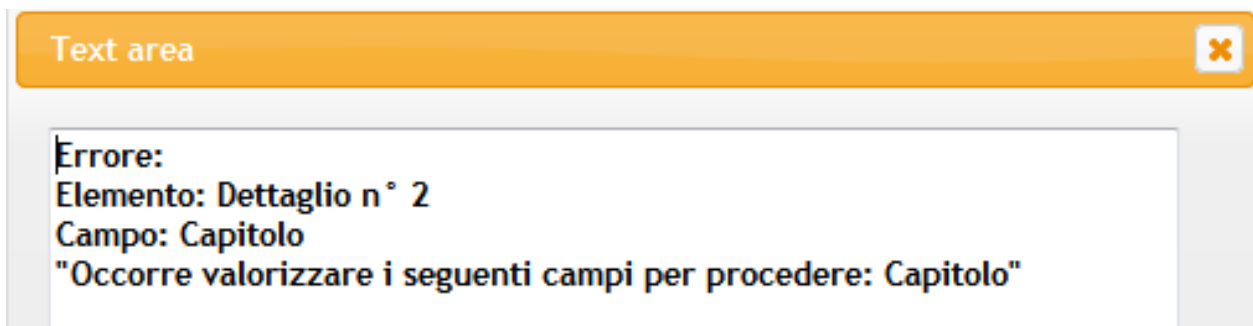 Text area
Errore:
Elemento: Dettaglio n° 2
Campo: Capitolo
"Occorre valorizzare i seguenti campi per procedere: Capitolo"